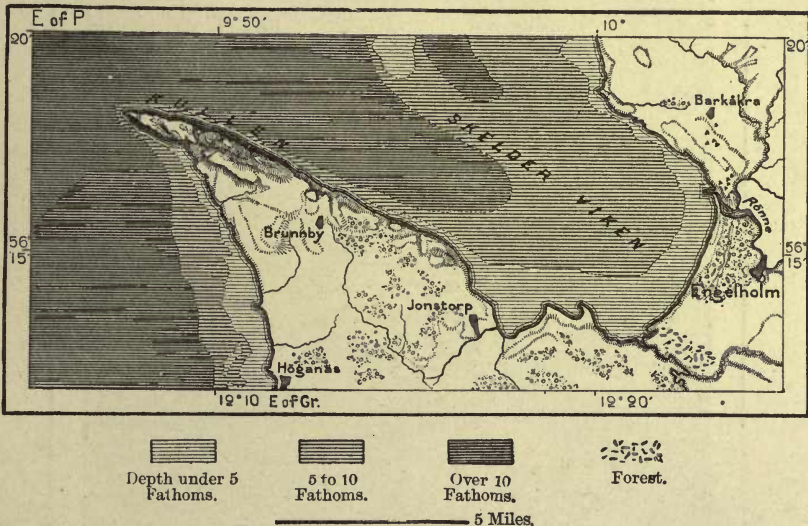 E of P
9° 50'
10°
20'
20'
KULLEN
SKELDER VIKEN
Barkåkra
Rönne
56°
15'
56°
15'
Brunnby
Engelholm
Jonstorp
Höganäs
12° 10 E of Gr.
12° 20'
Depth under 5 Fathoms.
5 to 10 Fathoms.
Over 10 Fathoms.
Forest.
5 Miles.